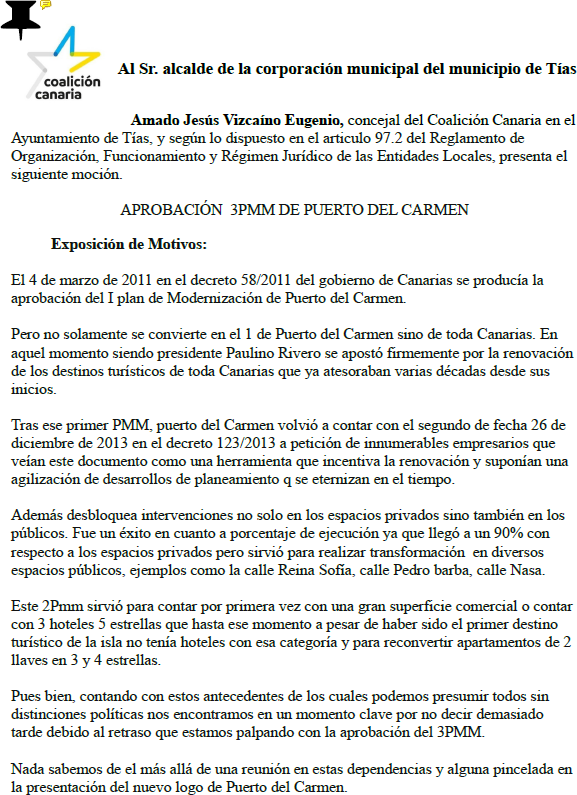 coalición
canaria
Al Sr. alcalde de la corporación municipal del municipio de Tías
Amado Jesús Vizcaíno Eugenio, concejal del Coalición Canaria en el
Ayuntamiento de Tías, y según lo dispuesto en el articulo 97.2 del Reglamento de
Organización, Funcionamiento y Régimen Jurídico de las Entidades Locales, presenta el
siguiente moción.
APROBACIÓN 3PMM DE PUERTO DEL CARMEN
Exposición de Motivos:
El 4 de marzo de 2011 en el decreto 58/2011 del gobierno de Canarias se producía la
aprobación del I plan de Modernización de Puerto del Carmen.
Pero no solamente se convierte en el 1 de Puerto del Carmen sino de toda Canarias. En
aquel momento siendo presidente Paulino Rivero se apostó firmemente por la renovación
de los destinos turísticos de toda Canarias que ya atesoraban varias décadas desde sus
inicios.
Tras ese primer PMM, puerto del Carmen volvió a contar con el segundo de fecha 26 de
diciembre de 2013 en el decreto 123/2013 a petición de innumerables empresarios que
veían este documento como una herramienta que incentiva la renovación y suponían una
agilización de desarrollos de planeamiento q se eternizan en el tiempo.
Además desbloquea intervenciones no solo en los espacios privados sino también en los
públicos. Fue un éxito en cuanto a porcentaje de ejecución ya que llegó a un 90% con
respecto a los espacios privados pero sirvió para realizar transformación en diversos
espacios públicos, ejemplos como la calle Reina Sofía, calle Pedro barba, calle Nasa.
Este 2Pmm sirvió para contar por primera vez con una gran superficie comercial o contar
con 3 hoteles 5 estrellas que hasta ese momento a pesar de haber sido el primer destino
turístico de la isla no tenía hoteles con esa categoría y para reconvertir apartamentos de 2
llaves en 3 y 4 estrellas.
Pues bien, contando con estos antecedentes de los cuales podemos presumir todos sin
distinciones políticas nos encontramos en un momento clave por no decir demasiado
tarde debido al retraso que estamos palpando con la aprobación del 3PMM.
Nada sabemos de el más allá de una reunión en estas dependencias y alguna pincelada en
la presentación del nuevo logo de Puerto del Carmen.